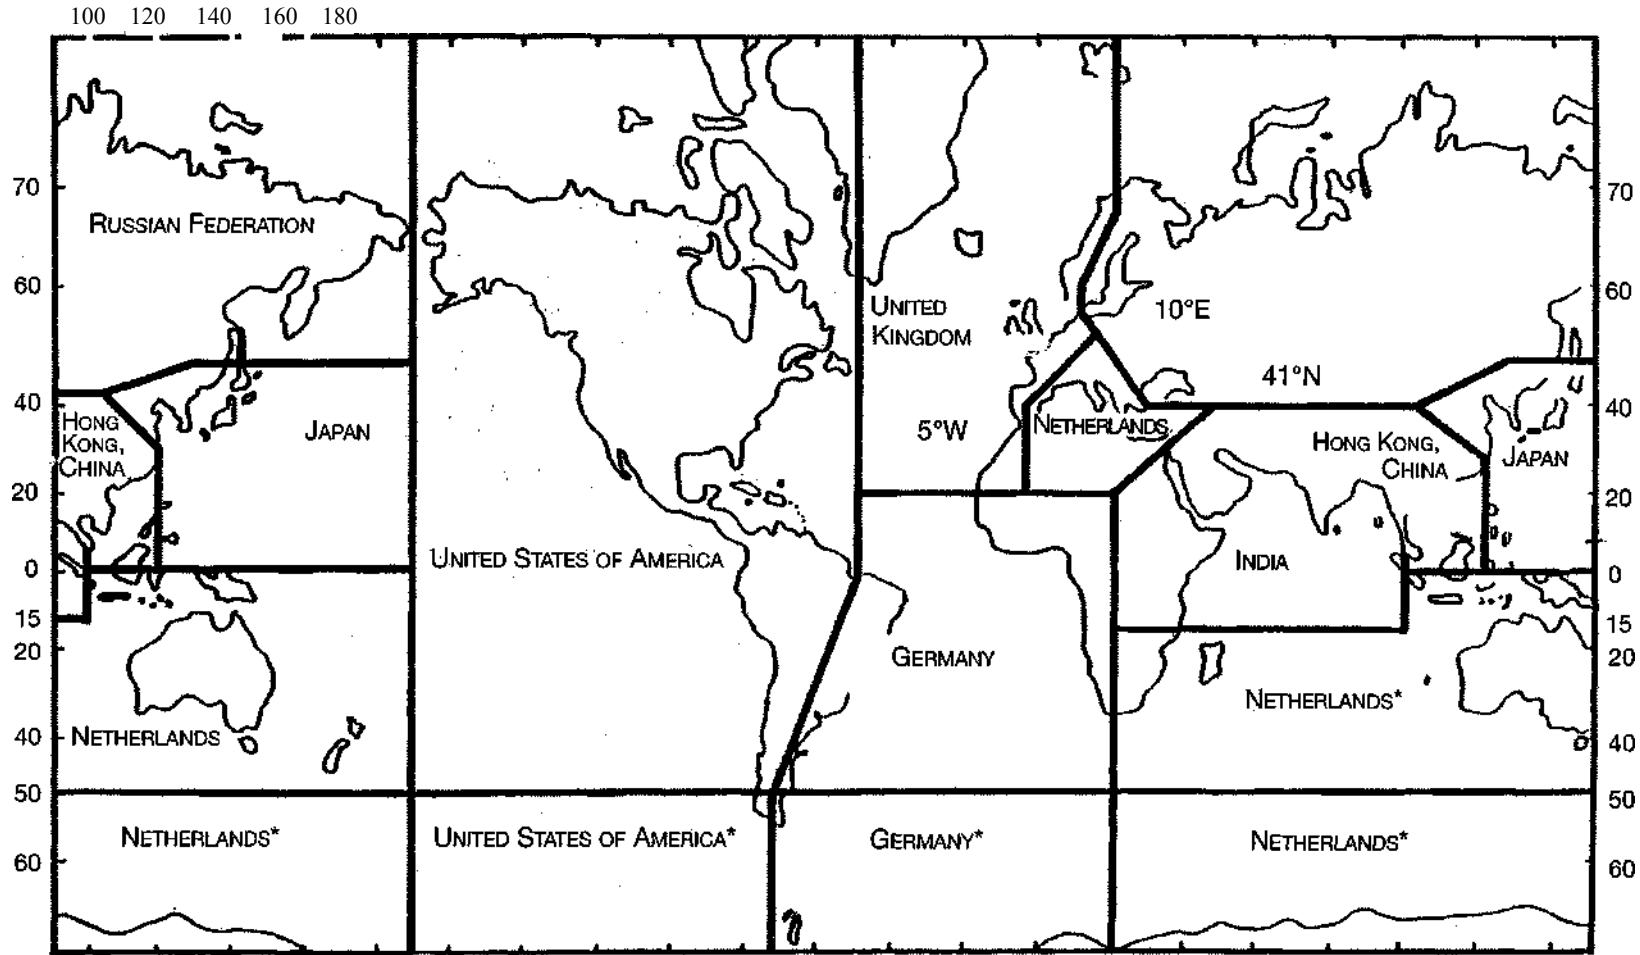 100 120 140 160 180
70 70
RUSSIAN FEDERATION
60 60
UNITED
KINGDOM
10°E
41°N
40 40
HONG
KONG,
CHINA
JAPAN
5°W
NETHERLANDS
HONG KONG,
CHINA
JAPAN
20 20
UNITED STATES OF AMERICA
INDIA
0 0
15 15
20 20
GERMANY
NETHERLANDS*
40 NETHERLANDS 40
50 50
NETHERLANDS*
UNITED STATES OF AMERICA*
GERMANY*
NETHERLANDS*
60 60